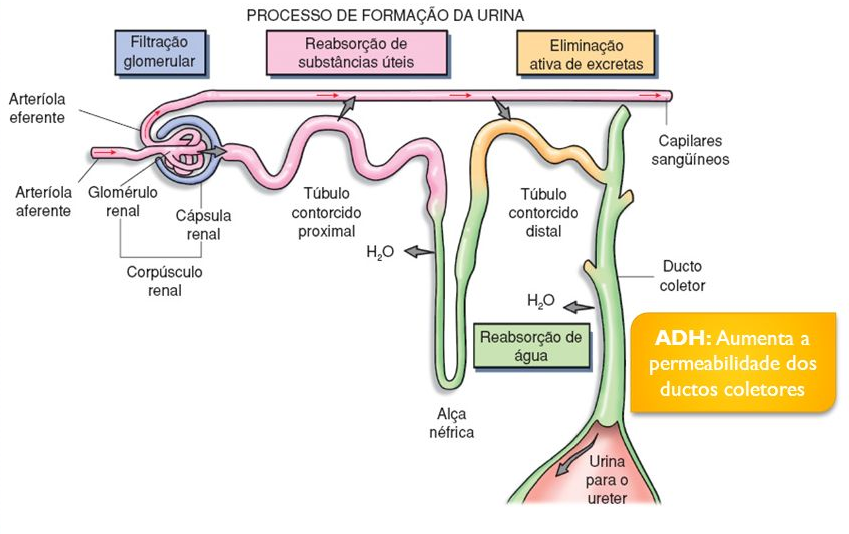 PROCESSO DE FORMAÇÃO DA URINA
Filtração
glomerular
Reabsorção de
substâncias úteis
Eliminação
ativa de excretas
Arteríola
eferente
Capilares
sangüíneos
Arteríola
aferente
Glomérulo
renal
Cápsula
renal
Corpúsculo
renal
Túbulo
contorcido
proximal
Túbulo
contorcido
distal
H₂O
Ducto
coletor
H₂O
Reabsorção de
água
ADH: Aumenta a
permeabilidade dos
ductos coletores
Alça
néfrica
Urina
para o
ureter